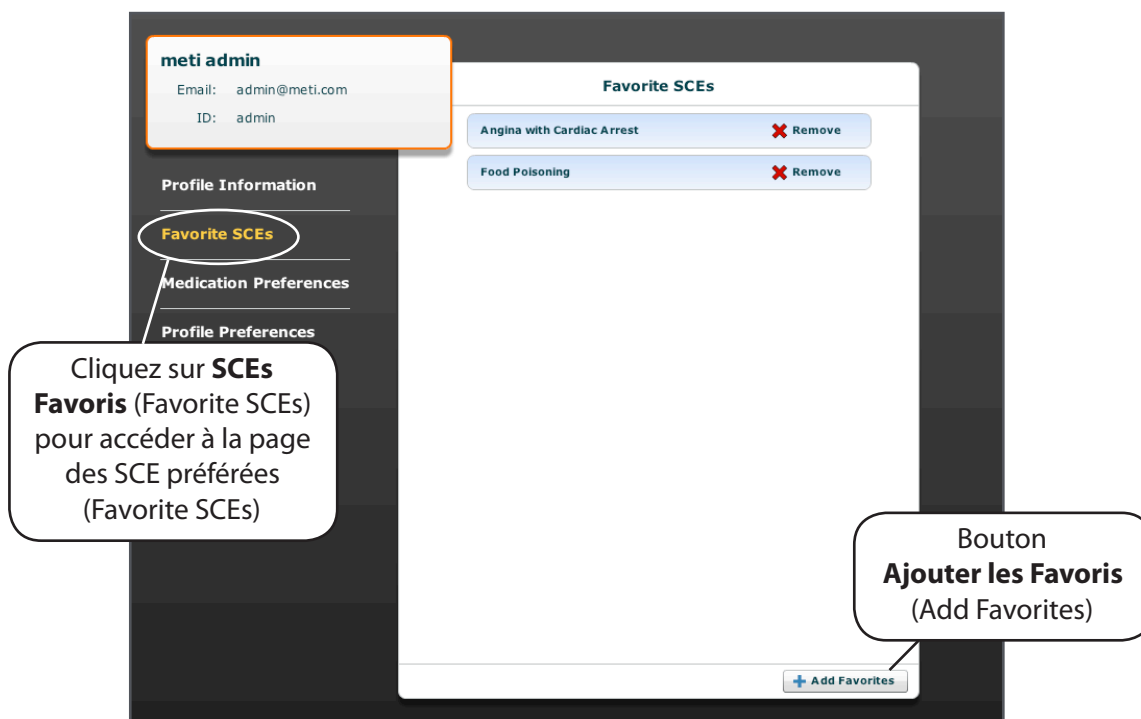 meti admin
Email: admin@meti.com
ID: admin
Profile Information
Favorite SCEs
Medication Preferences
Profile Preferences
Favorite SCEs
Angina with Cardiac Arrest Remove
Food Poisoning Remove
Add Favorites
Cliquez sur SCEs
Favoris (Favorite SCEs)
pour accéder à la page
des SCE préférées
(Favorite SCEs)
Bouton
Ajouter les Favoris
(Add Favorites)